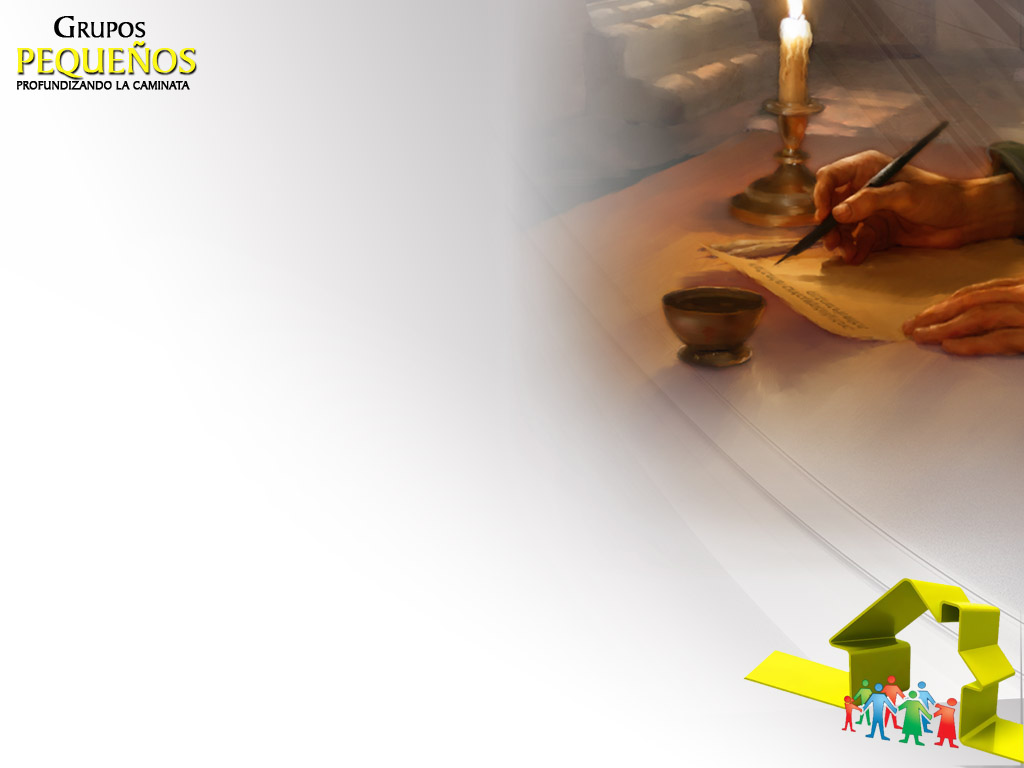 GRUPOS
PEQUEÑOS
PROFUNDIZANDO LA CAMINATA